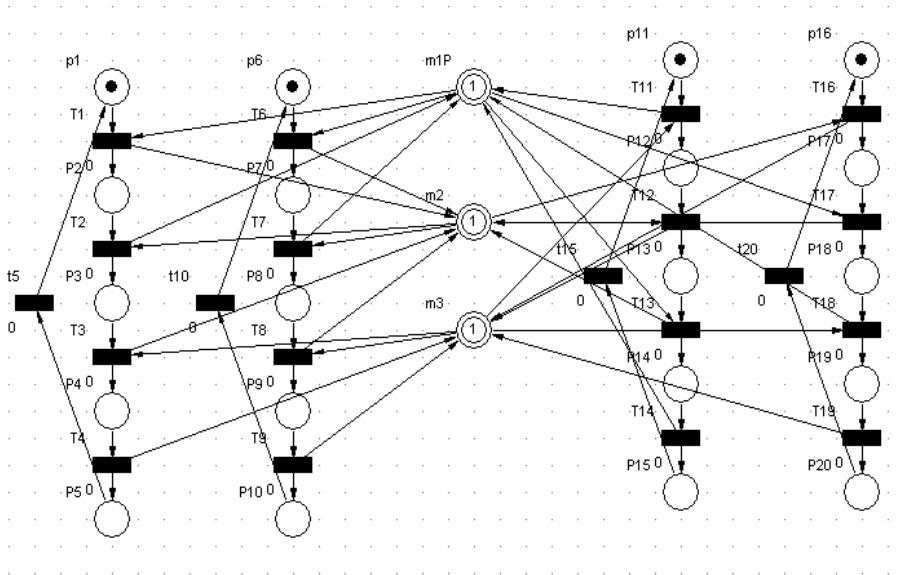 p11
p16
p1
p6
m1P
1
T11
T16
T1
T6
P12 0
P17 0
P2 0
P7 0
m2
1
T12
T17
T2
T7
P13 0
P18 0
t15
t20
t5
t10
P3 0
P8 0
m3
1
0
0
T13
T18
0
0
T3
T8
P14 0
P19 0
P4 0
P9 0
T14
T19
T4
T9
P15 0
P20 0
P5 0
P10 0